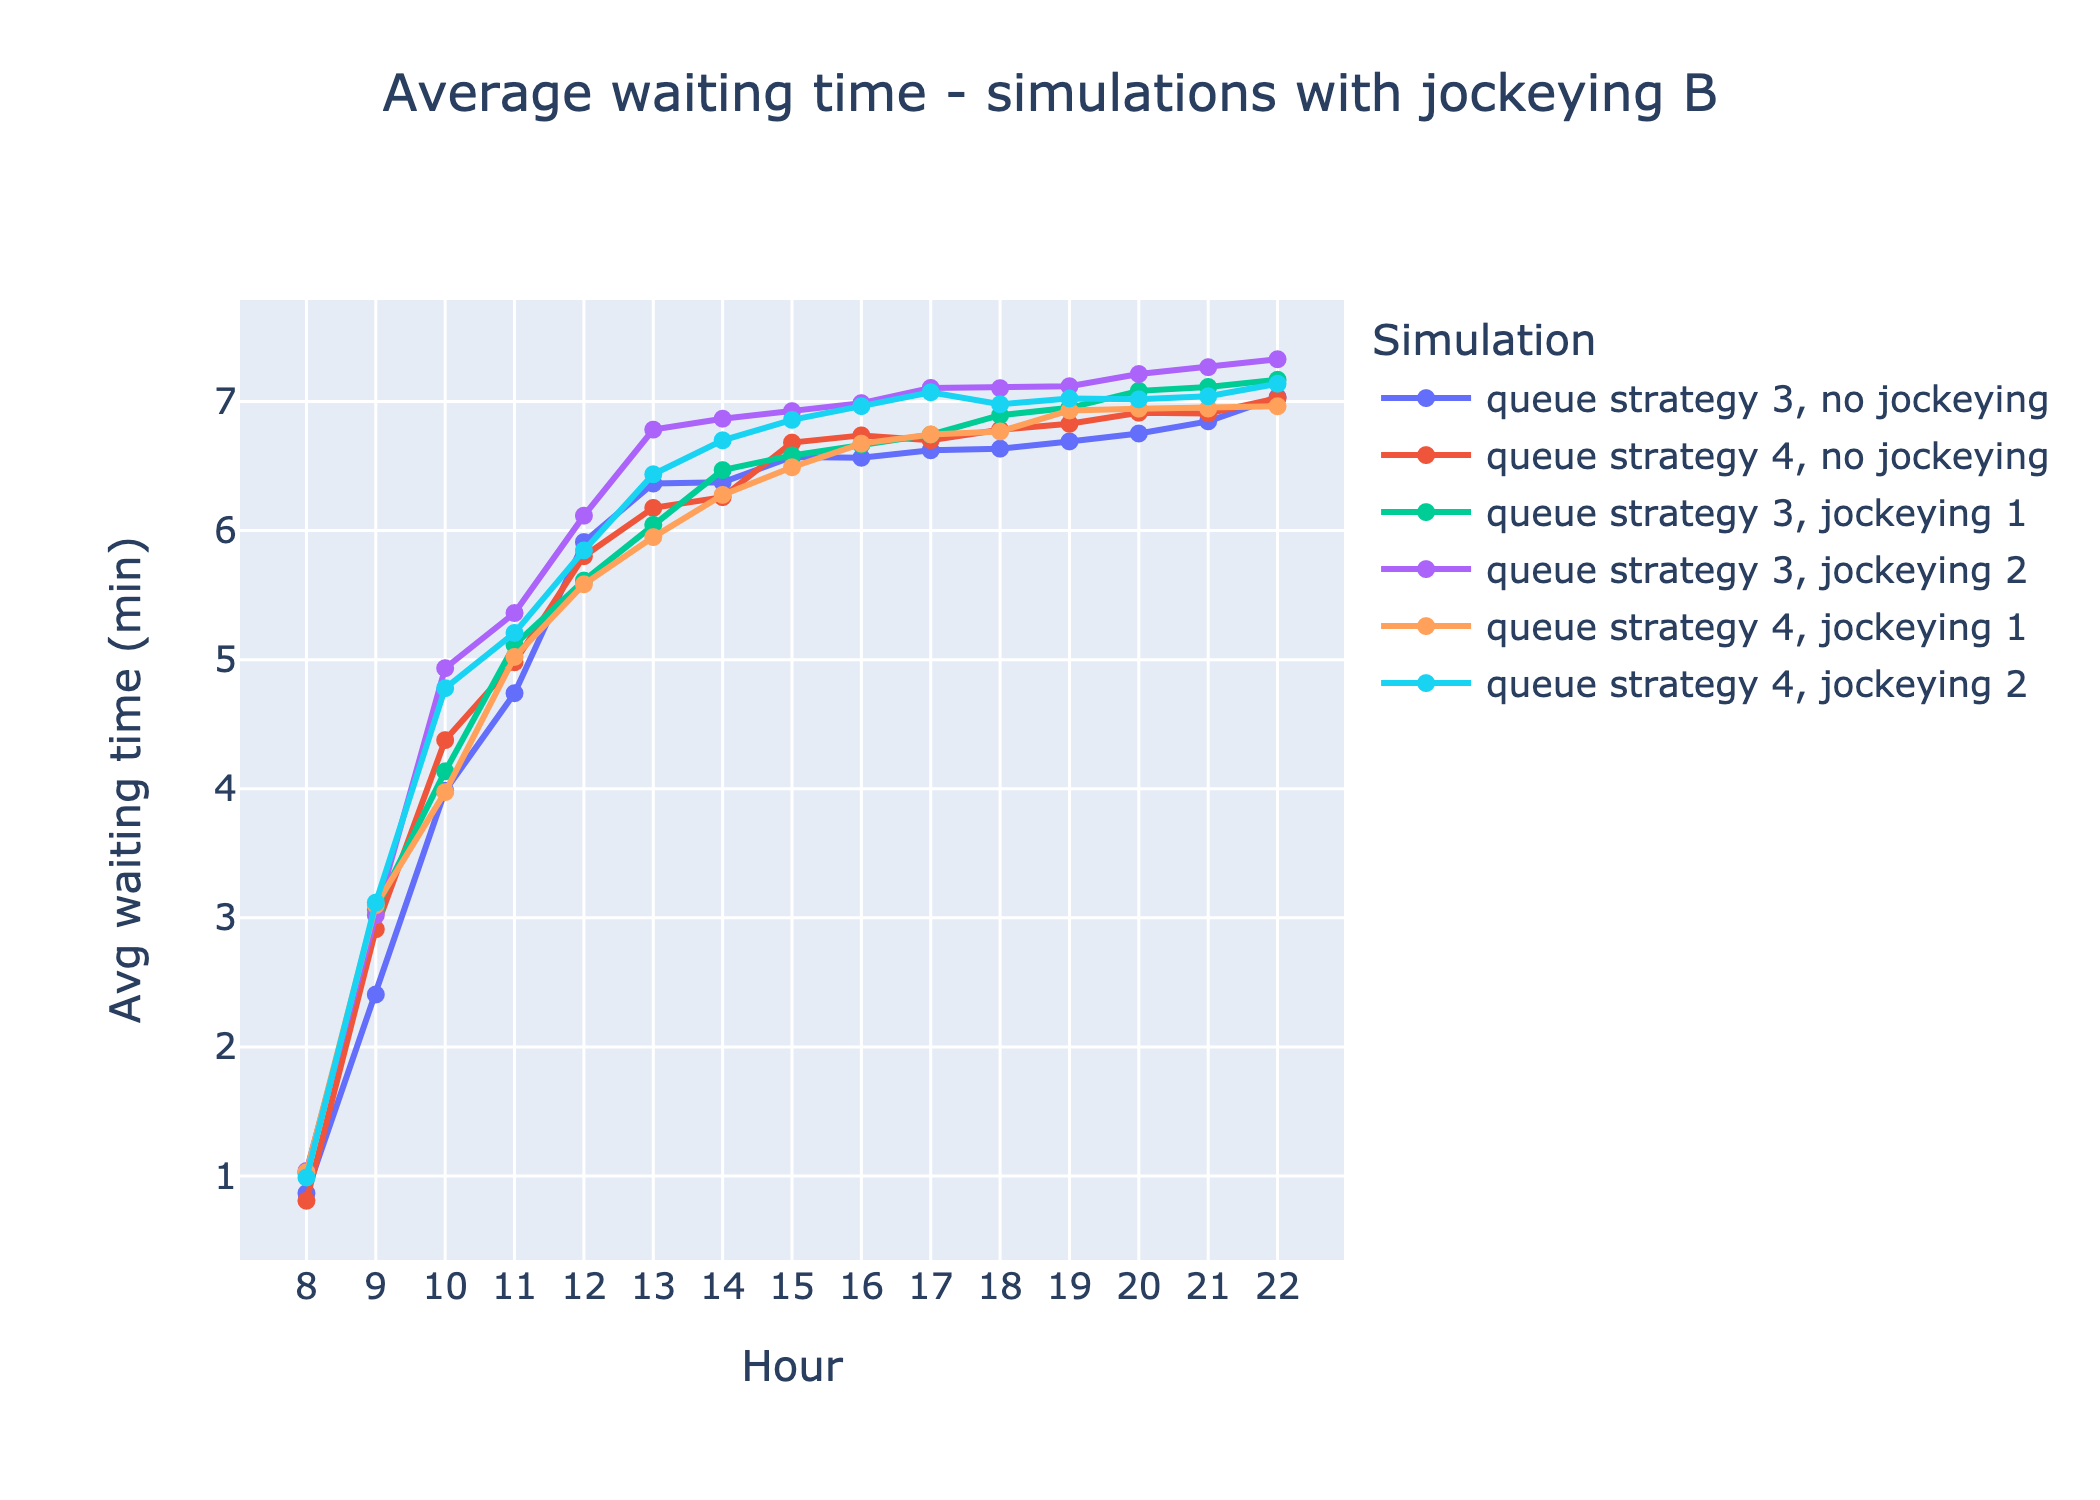 Average waiting time - simulations with jockeying B
Simulation
queue strategy 3, no jockeying
queue strategy 4, no jockeying
queue strategy 3, jockeying 1
queue strategy 3, jockeying 2
queue strategy 4, jockeying 1
queue strategy 4, jockeying 2
Avg waiting time (min)
7
6
5
4
3
2
1
8 9 10 11 12 13 14 15 16 17 18 19 20 21 22
Hour